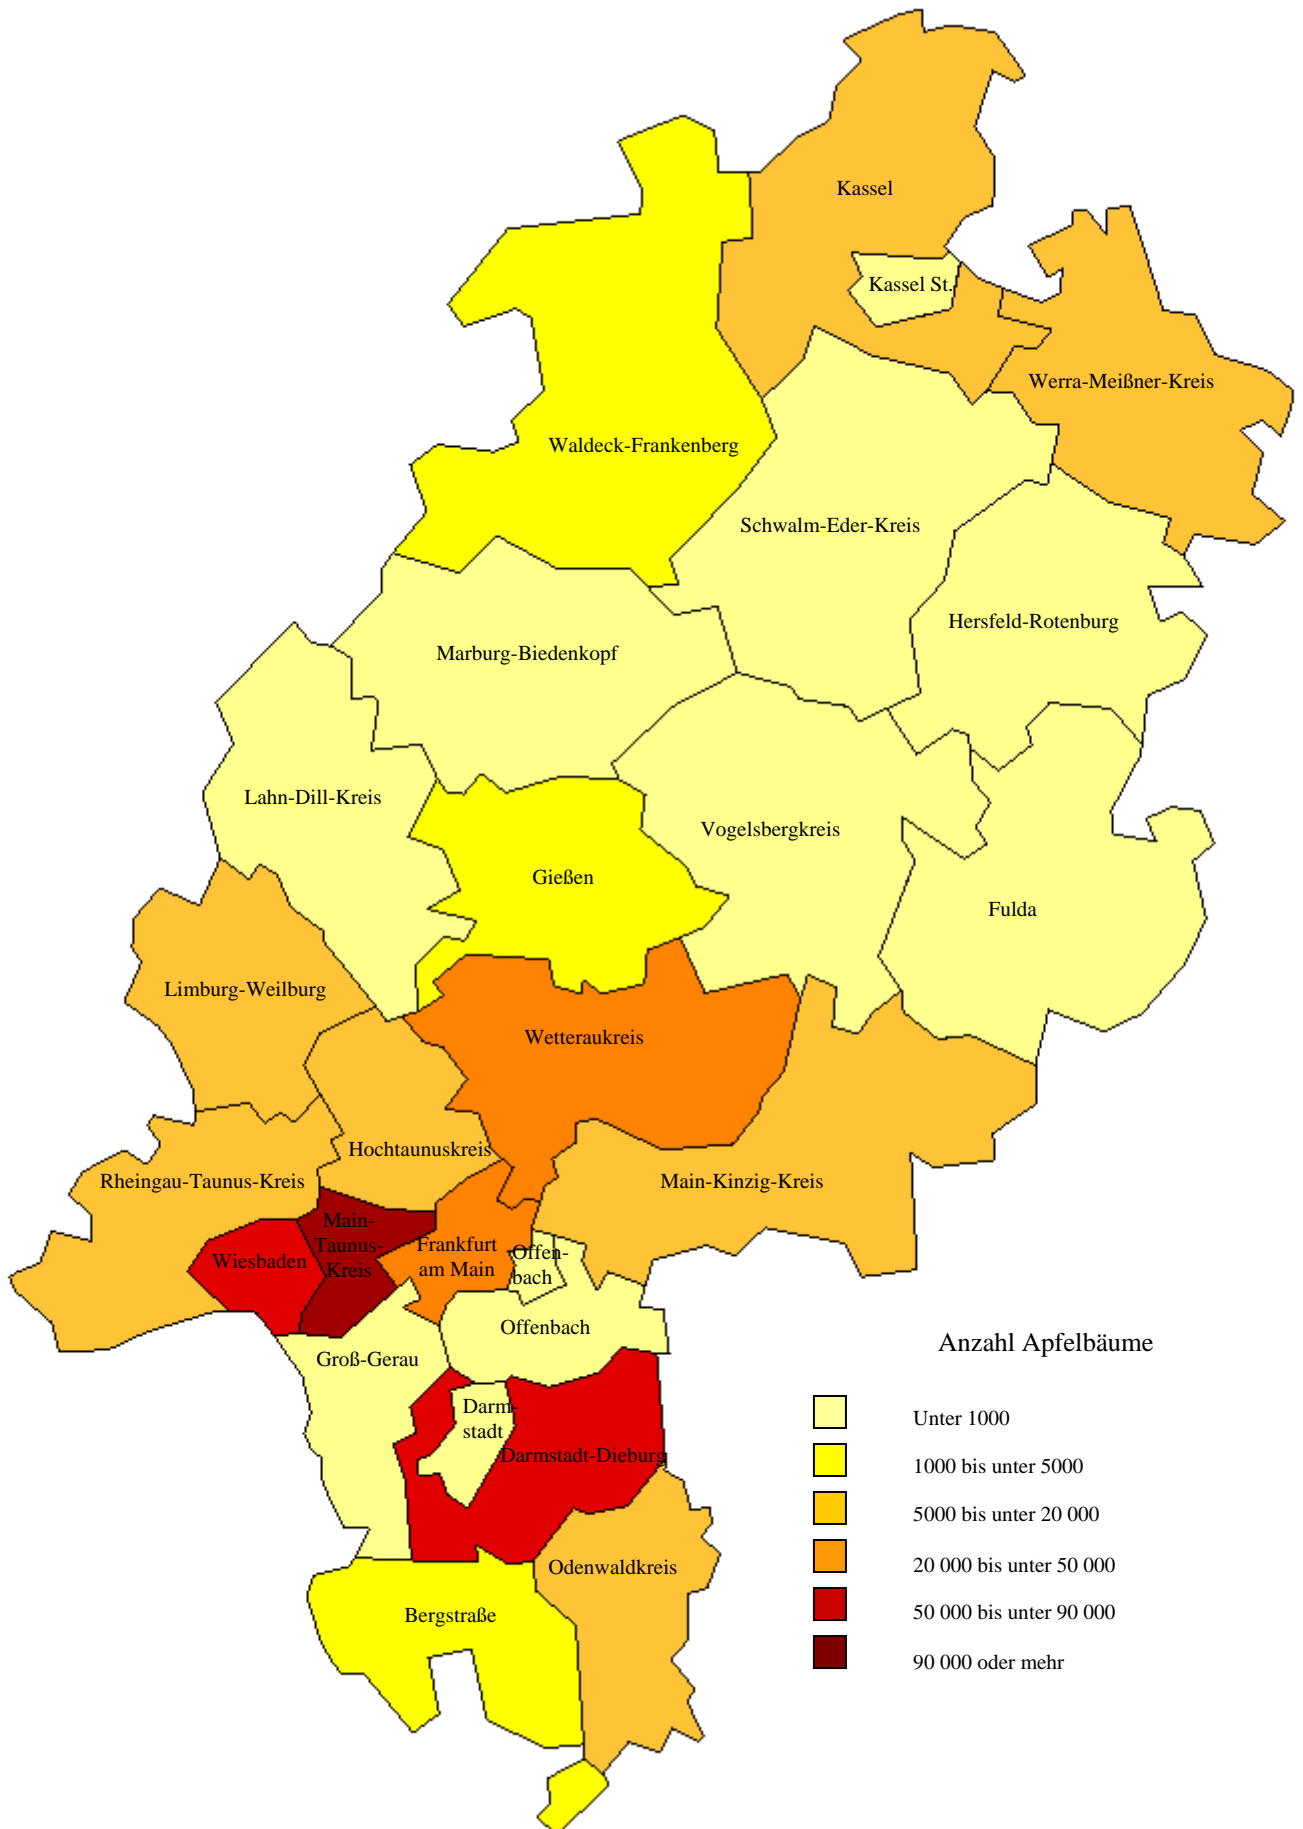 Kassel
Kassel St.
Werra-Meißner-Kreis
Waldeck-Frankenberg
Schwalm-Eder-Kreis
Hersfeld-Rotenburg
Marburg-Biedenkopf
Lahn-Dill-Kreis
Vogelsbergkreis
Gießen
Fulda
Limburg-Weilburg
Wetteraukreis
Hochtaunuskreis
Rheingau-Taunus-Kreis
Main-Kinzig-Kreis
Main-
Taunus-
Kreis
Wiesbaden
Frankfurt
am Main
Offen-
bach
Offenbach
Groß-Gerau
Darm-
stadt
Darmstadt-Dieburg
Odenwaldkreis
Bergstraße
Anzahl Apfelbäume
Unter 1000
1000 bis unter 5000
5000 bis unter 20 000
20 000 bis unter 50 000
50 000 bis unter 90 000
90 000 oder mehr